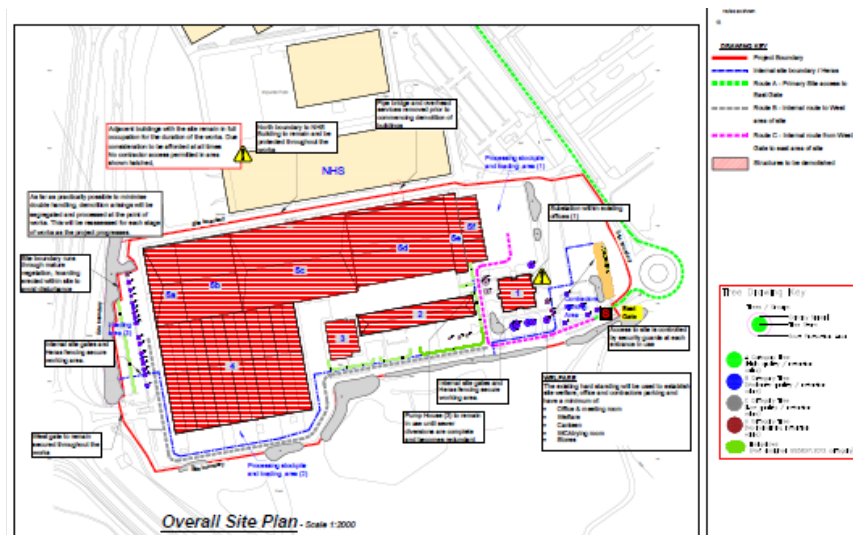 DRAWING KEY
Project Boundary
Internal site boundary / Heras
Route A - Primary Site access to
East Gate
Route B - Internal route to West
area of site
Route C - Internal route from West
Gate to east area of site
Structures to be demolished
Adjacent buildings with the site remain in full
occupation for the duration of the works. Due
consideration to be afforded at all times
No contractor access permitted in area
shown hatched.
North boundary to NHS
Building to remain and be
protected throughout the
works
Pipe bridge and overhead
services removed prior to
commencing demolition of
buildings
NHS
Processing stockpile
and loading area (1)
As far as practically possible to minimise
double handling, demolition arisings will be
segregated and processed at the point of
works. This will be reassessed for each stage
of works as the project progresses.
Site boundary
Substation within existing
offices (1)
Site boundary runs
through mature
vegetation, hoarding
erected within site to
avoid disturbance
5a
5b
5c
5d
5e
5f
1
2
3
4
Internal site gates and
Heras fencing secure
working area.
East
Gate
Access to site is controlled
by security guards at each
entrance in use
Internal site gates and
Heras fencing secure
working area.
WELFARE
The existing hard standing will be used to establish
site welfare, office and contractors parking and
have a minimum of:
Office & meeting room
Welfare
Canteen
WC/drying room
Stores
Pump House (3) to remain
in use until sewer
diversions are complete
and becomes redundant
West gate to remain
secured throughout the
works
Site boundary
Processing stockpile
and loading area (2)
Overall Site Plan - Scale 1:2000
Tree Drawing Key